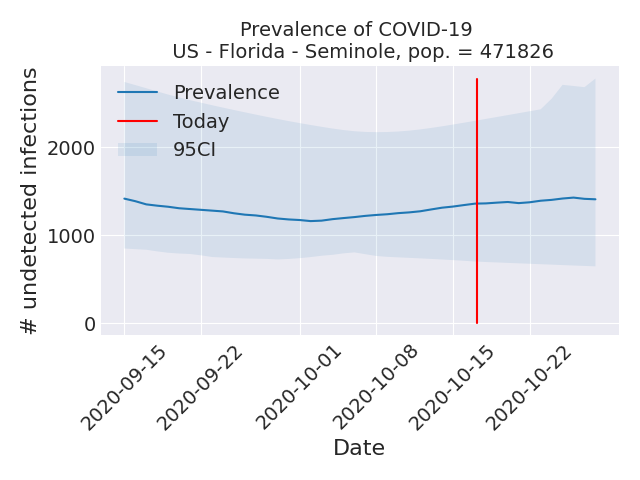 Prevalence of COVID-19
US - Florida - Seminole, pop. = 471826
# undetected infections
2000
1000
0
Prevalence
Today
95CI
2020-09-15
2020-09-22
2020-10-01
2020-10-08
2020-10-15
2020-10-22
Date